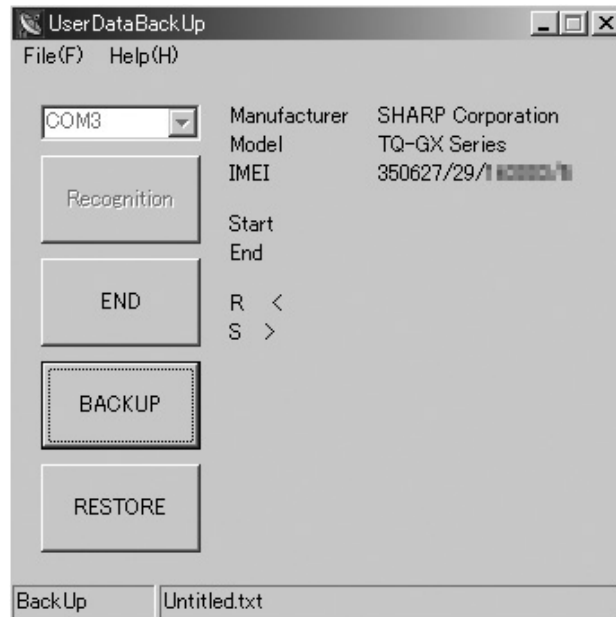 UserDataBackUp
File(F) Help(H)
COM3
Manufacturer SHARP Corporation
Model TQ-GX Series
IMEI 350627/29/
Recognition
Start
End
END
R <
S >
BACKUP
RESTORE
BackUp Untitled.txt